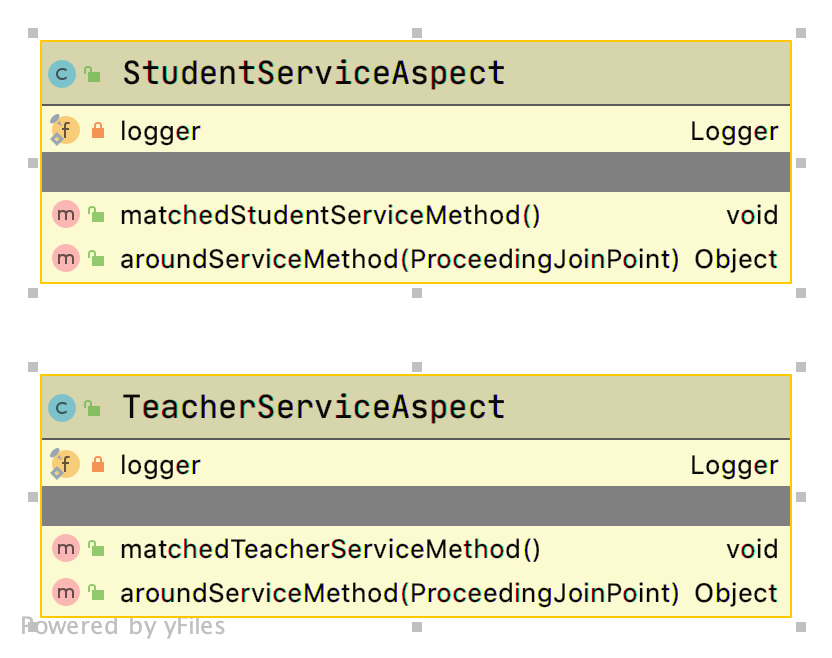 C StudentServiceAspect
f logger Logger
m matchedStudentServiceMethod() void
m aroundServiceMethod(ProceedingJoinPoint) Object
C TeacherServiceAspect
f logger Logger
m matchedTeacherServiceMethod() void
m aroundServiceMethod(ProceedingJoinPoint) Object
Powered by yFiles